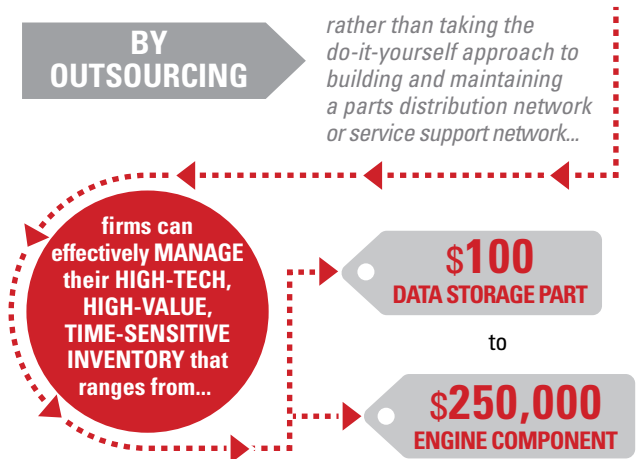 BY
OUTSOURCING
rather than taking the
do-it-yourself approach to
building and maintaining
a parts distribution network
or service support network...
firms can
effectively MANAGE
their HIGH-TECH,
HIGH-VALUE,
TIME-SENSITIVE
INVENTORY that
ranges from...
$100
DATA STORAGE PART
to
$250,000
ENGINE COMPONENT